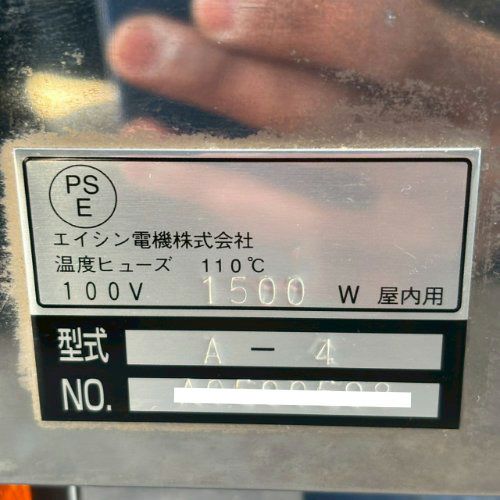 PS
E
エイシン電機株式会社
温度ヒューズ 110℃
100V 1500 W 屋内用
型式 A-4
NO.